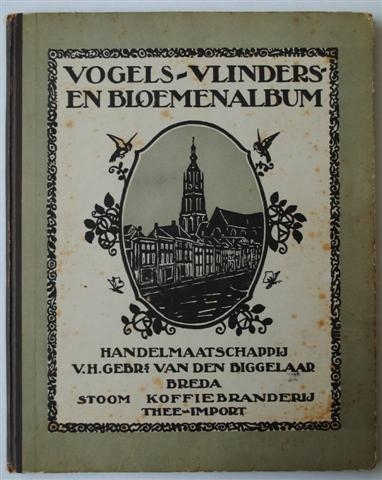 VOGELS-VLINDERS-
EN BLOEMENALBUM
HANDELMAATSCHAPPIJ
V.H. GEBRS VAN DEN BIGGELAAR
BREDA
STOOM KOFFIEBRANDERIJ
THEE-IMPORT